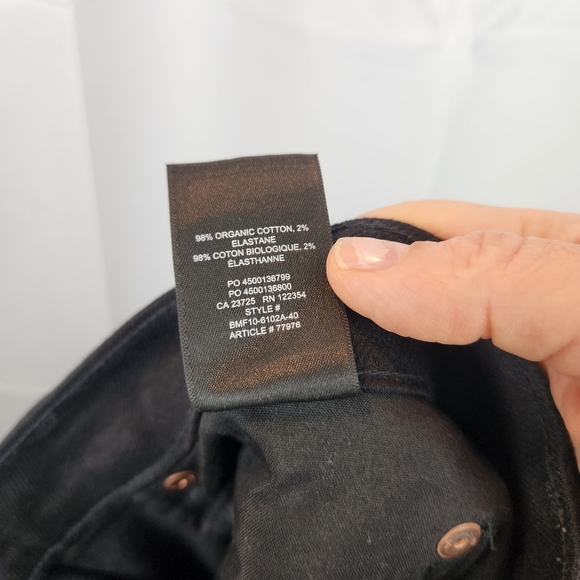 98% ORGANIC COTTON, 2%
ELASTANE
98% COTON BIOLOGIQUE, 2%
ÉLASTHANNE
PO 4500136799
PO 4500136800
CA 23725 RN 122354
STYLE #
BMF10-6102A-40
ARTICLE # 77976